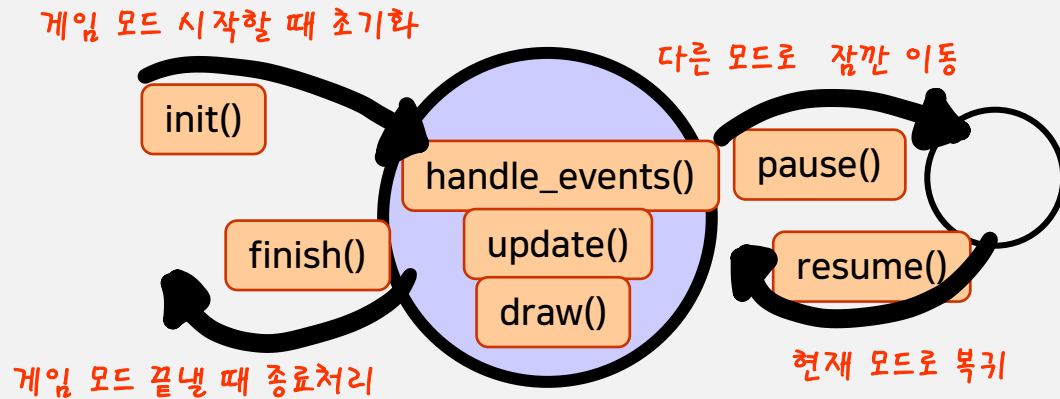 게임 모드 시작할 때 초기화
다른 모드로 잠깐 이동
init()
handle_events()
pause()
finish()
update()
resume()
draw()
게임 모드 끝낼 때 종료처리
현재 모드로 복귀